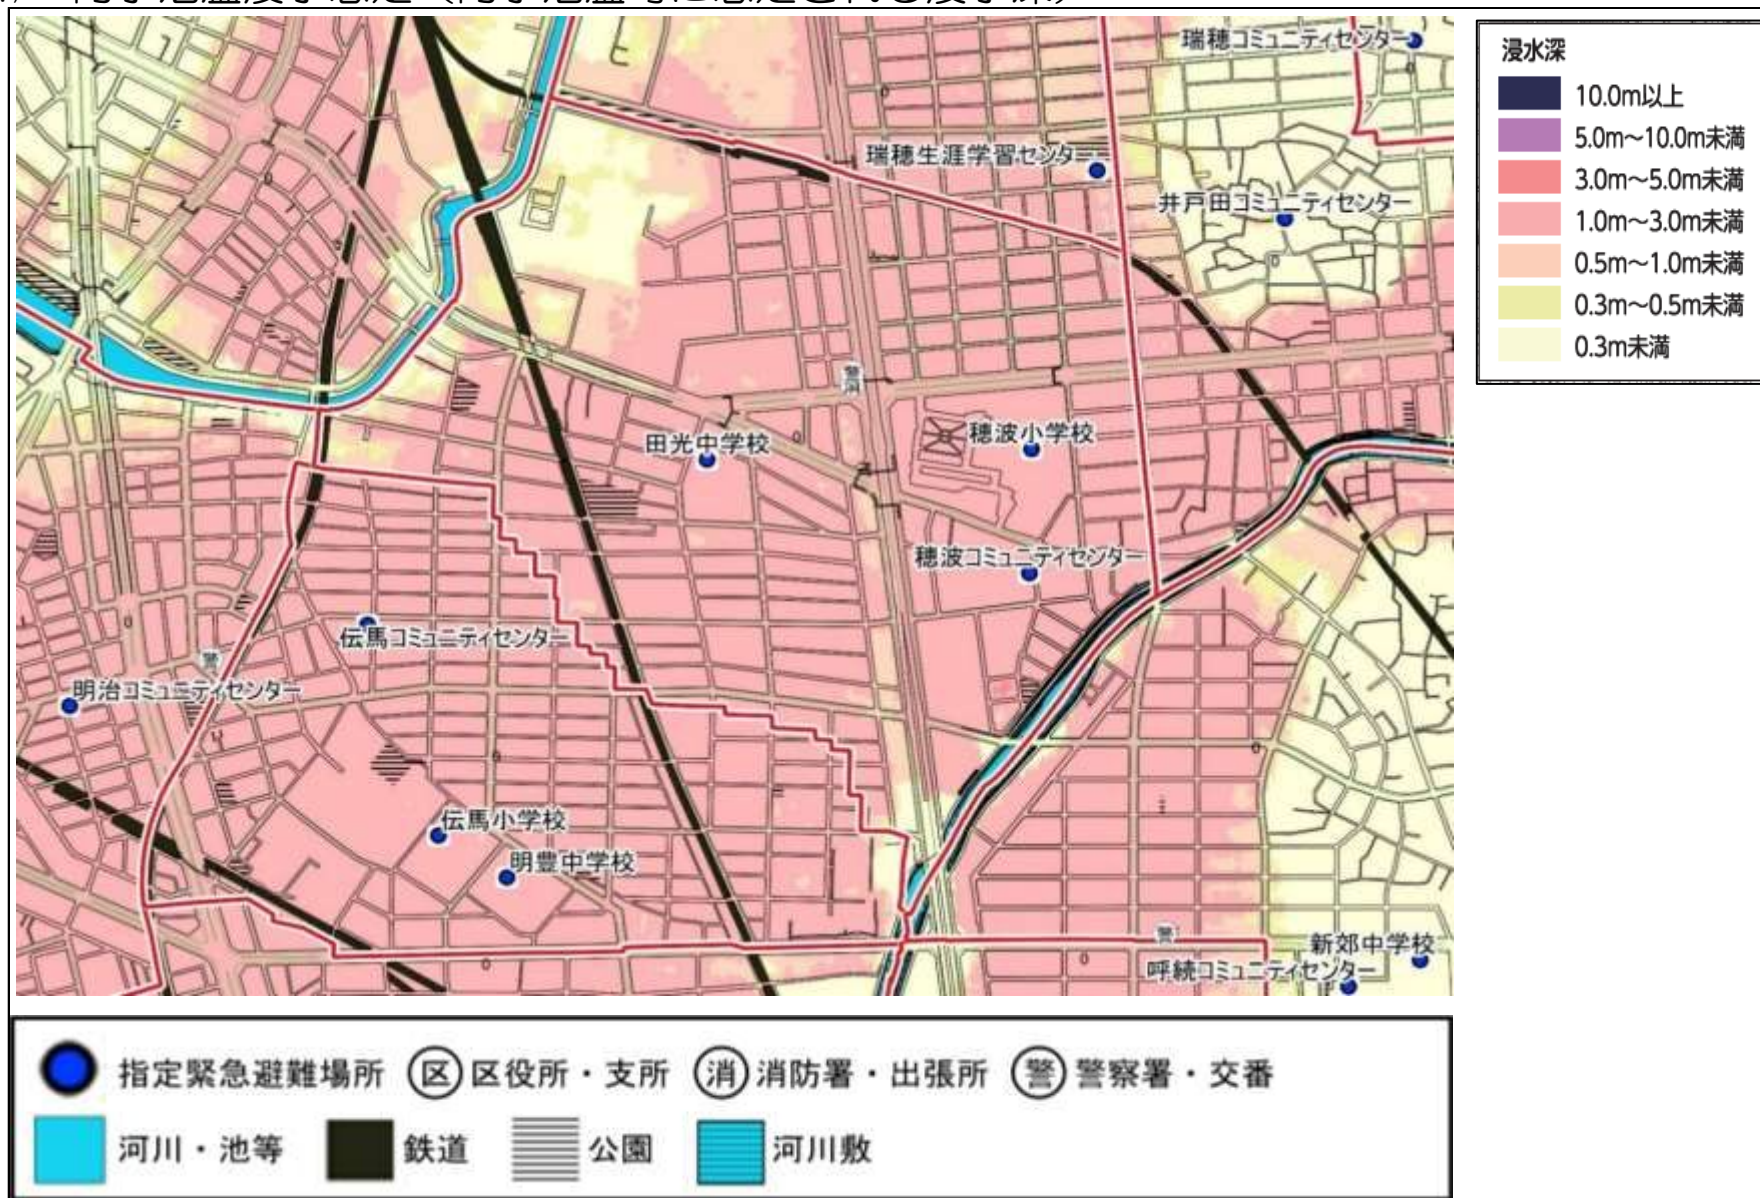 瑞穂コミュニティセンター
瑞穂生涯学習センター
井戸田コミュニティセンター
警
消
田光中学校
穂波小学校
穂波コミュニティセンター
伝馬コミュニティセンター
警
明治コミュニティセンター
伝馬小学校
明豊中学校
警
新郊中学校
呼続コミュニティセンター
浸水深
10.0m以上
5.0m～10.0m未満
3.0m～5.0m未満
1.0m～3.0m未満
0.5m～1.0m未満
0.3m～0.5m未満
0.3m未満
指定緊急避難場所 区 区役所・支所 消 消防署・出張所 警 警察署・交番
河川・池等 鉄道 公園 河川敷